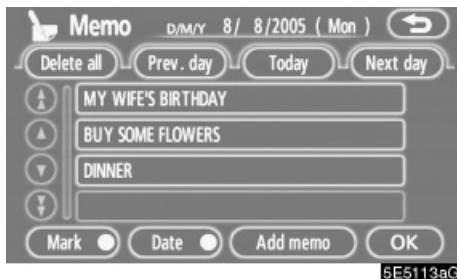 Memo D/M/Y 8/ 8/2005 ( Mon )
Delete all Prev. day Today Next day
MY WIFE'S BIRTHDAY
BUY SOME FLOWERS
DINNER
Mark Date Add memo OK
5E5113aG